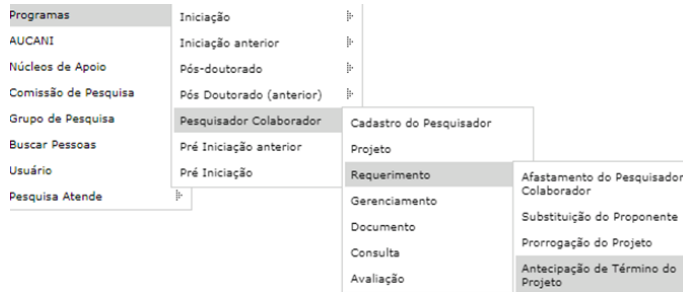 Programas
AUCANI
Núcleos de Apoio
Comissão de Pesquisa
Grupo de Pesquisa
Buscar Pessoas
Usuário
Pesquisa Atende
Iniciação
Iniciação anterior
Pós-doutorado
Pós Doutorado (anterior)
Pesquisador Colaborador
Pré Iniciação anterior
Pré Iniciação
Cadastro do Pesquisador
Projeto
Requerimento
Gerenciamento
Documento
Consulta
Avaliação
Afastamento do Pesquisador
Colaborador
Substituição do Proponente
Prorrogação do Projeto
Antecipação de Término do
Projeto